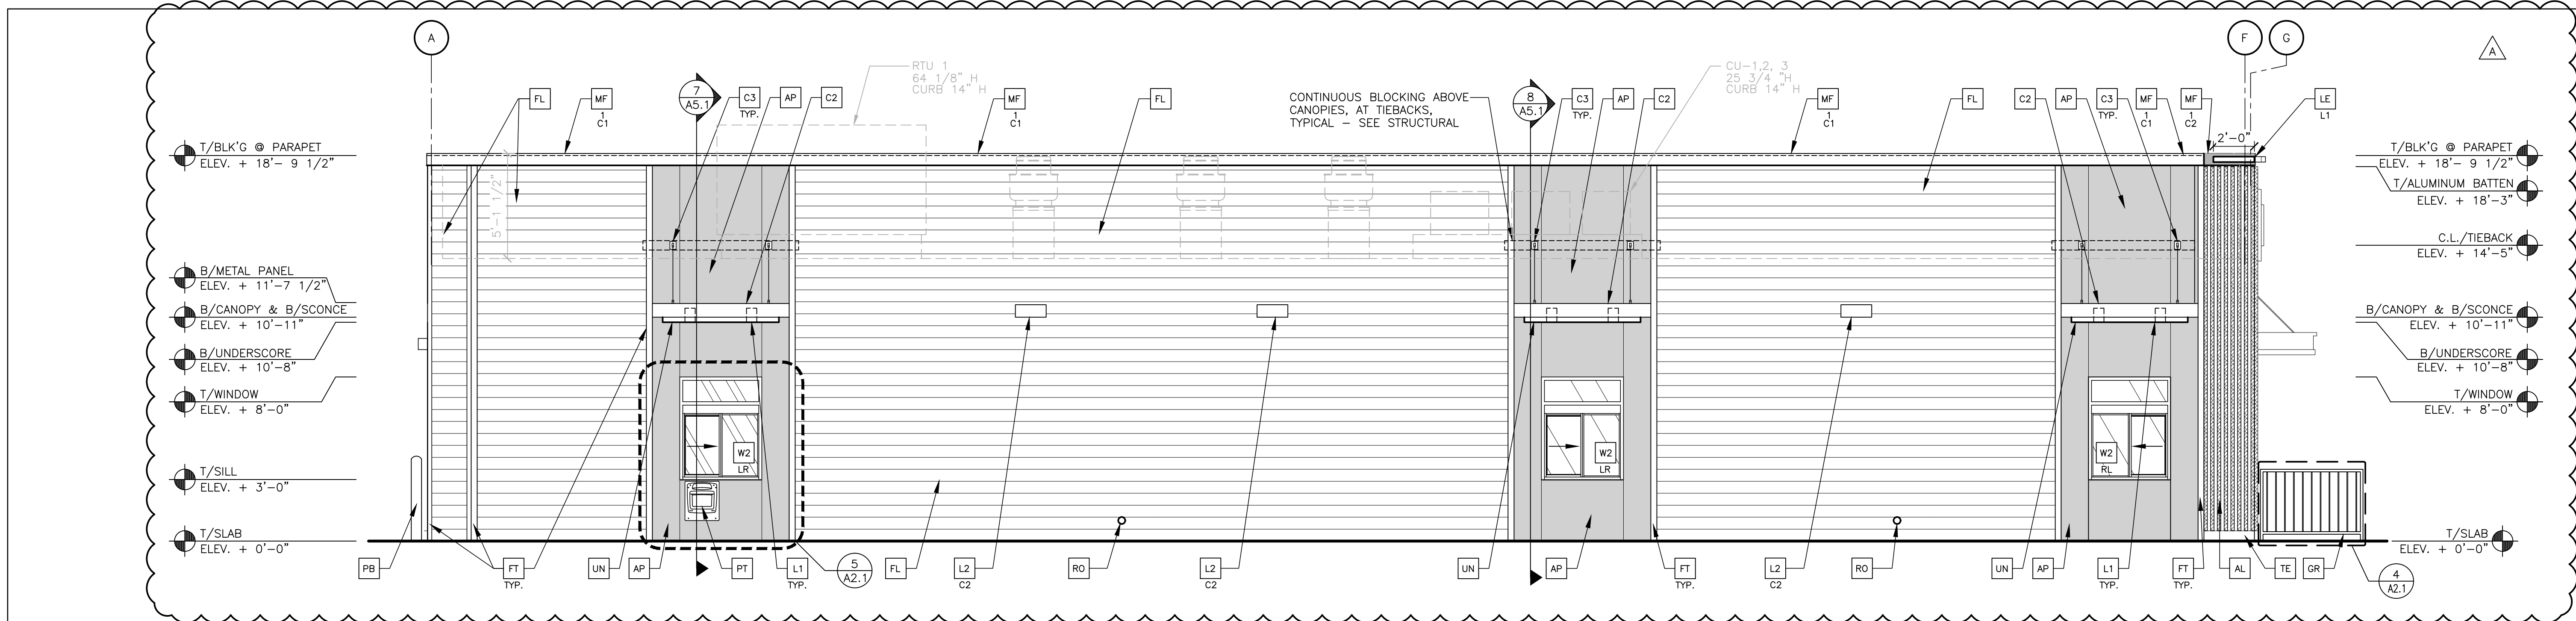 A
F
G
A
RTU 1
64 1/8" H
CURB 14" H
CU-1,2, 3
25 3/4 "H
CURB 14" H
FL
MF
1
C1
7
A5.1
C3
TYP.
AP
C2
MF
1
C1
FL
CONTINUOUS BLOCKING ABOVE
CANOPIES, AT TIEBACKS,
TYPICAL – SEE STRUCTURAL
8
A5.1
C3
TYP.
AP
C2
MF
1
C1
FL
C2
AP
C3
TYP.
MF
1
C1
MF
1
C2
LE
L1
2'-0"
T/BLK'G @ PARAPET
ELEV. + 18'- 9 1/2"
B/METAL PANEL
ELEV. + 11'-7 1/2"
B/CANOPY & B/SCONCE
ELEV. + 10'-11"
B/UNDERSCORE
ELEV. + 10'-8"
T/WINDOW
ELEV. + 8'-0"
T/SILL
ELEV. + 3'-0"
T/SLAB
ELEV. + 0'-0"
5'-1 1/2"
W2
LR
W2
LR
W2
RL
T/BLK'G @ PARAPET
ELEV. + 18'- 9 1/2"
T/ALUMINUM BATTEN
ELEV. + 18'-3"
C.L./TIEBACK
ELEV. + 14'-5"
B/CANOPY & B/SCONCE
ELEV. + 10'-11"
B/UNDERSCORE
ELEV. + 10'-8"
T/WINDOW
ELEV. + 8'-0"
T/SLAB
ELEV. + 0'-0"
PB
FT
TYP.
UN
AP
PT
L1
TYP.
5
A2.1
FL
L2
C2
RO
L2
C2
UN
AP
FT
TYP.
L2
C2
RO
UN
AP
L1
TYP.
FT
TYP.
AL
TE
GR
4
A2.1